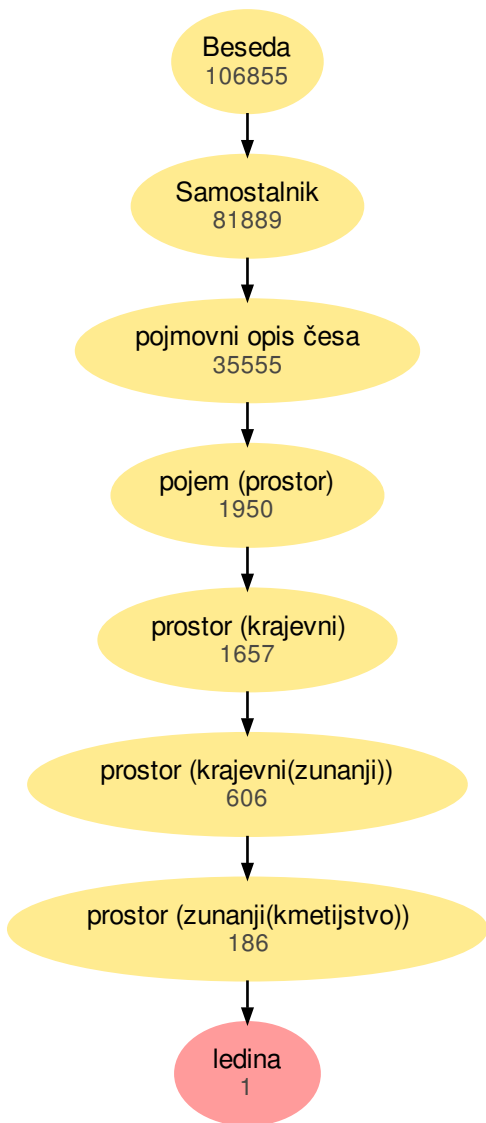 Beseda
106855
Samostalnik
81889
pojmovni opis česa
35555
pojem (prostor)
1950
prostor (krajevni)
1657
prostor (krajevni(zunanji))
606
prostor (zunanji(kmetijstvo))
186
ledina
1